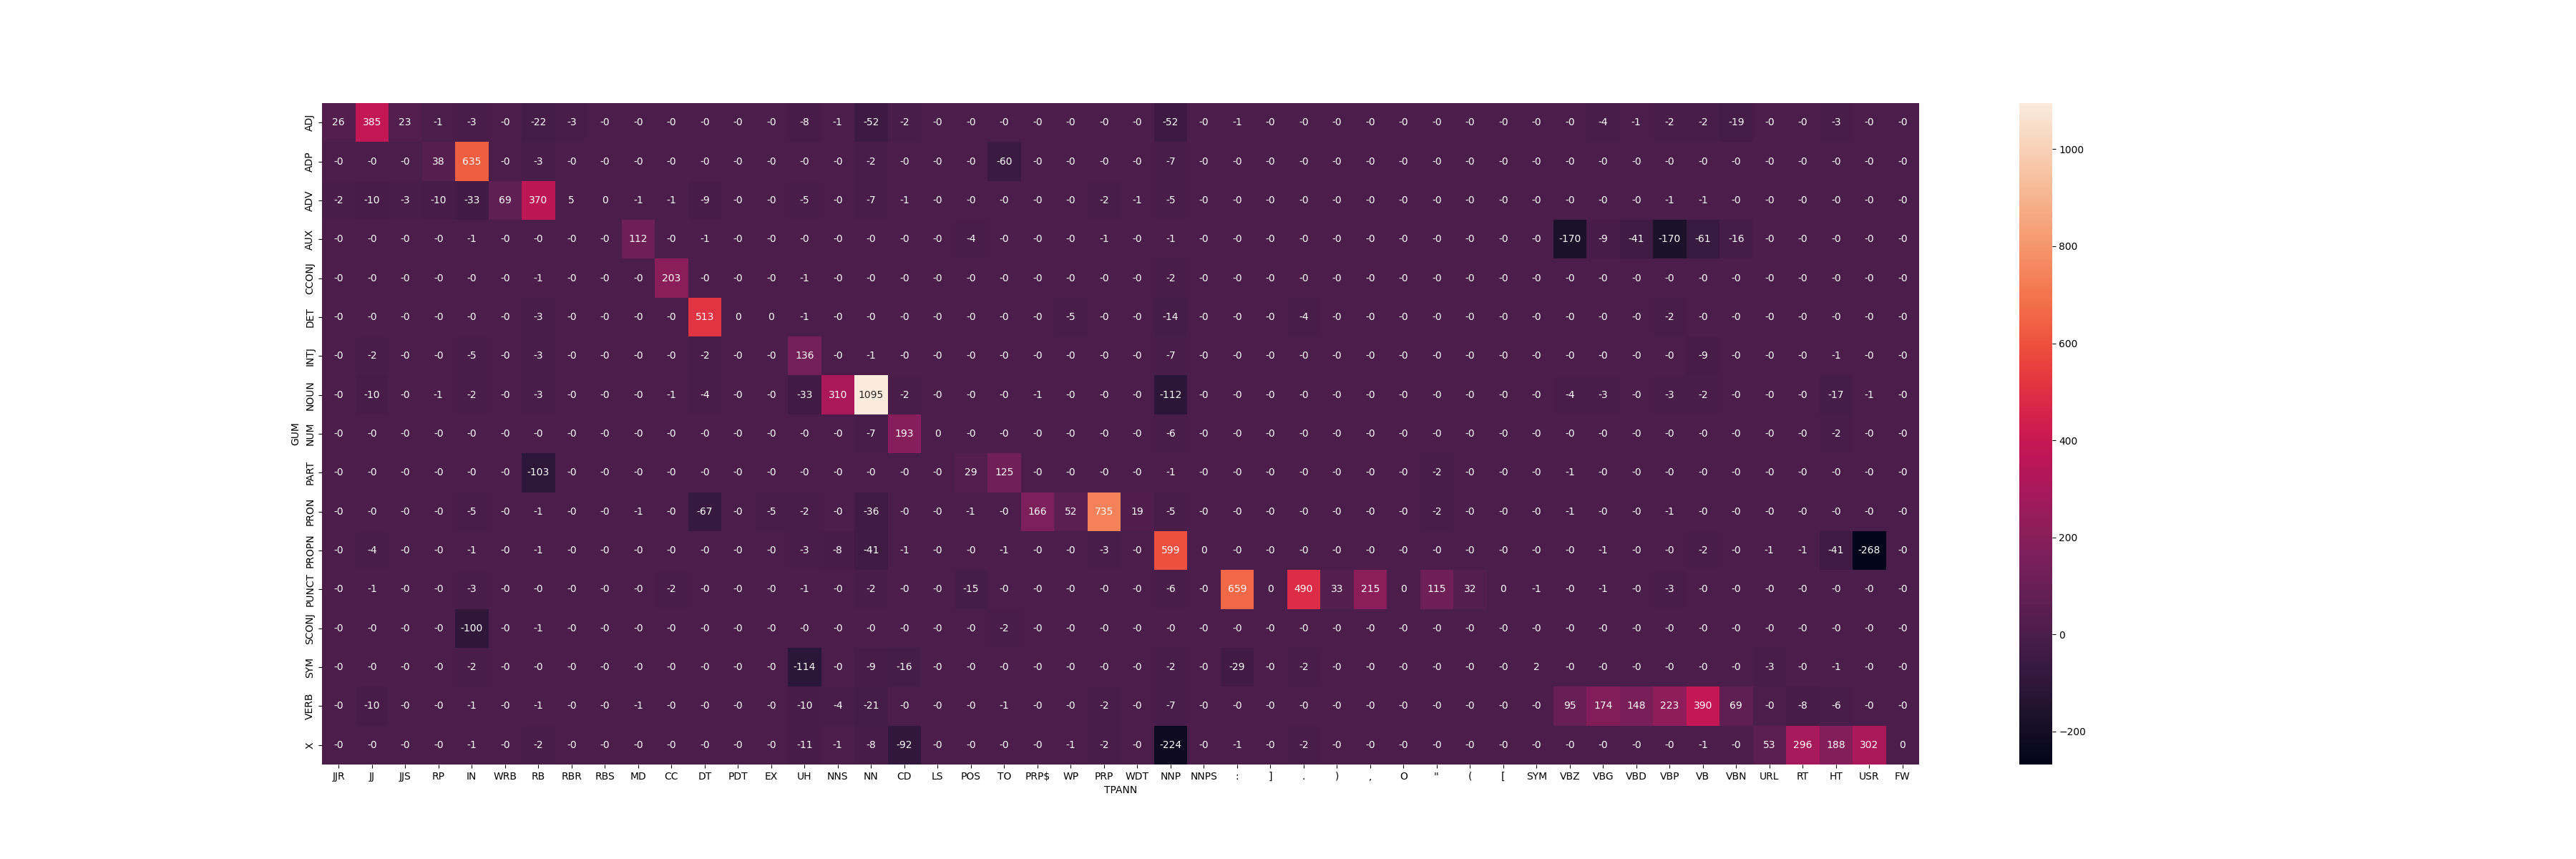 ADJ 26 385 23 -1 -3 -0 -22 -3 -0 -0 -0 -0 -0 -0 -8 -1 -52 -2 -0 -0 -0 -0 -0 -0 -0 -52 -0 -1 -0 -0 -0 -0 -0 -0 -0 -0 -0 -0 -4 -1 -2 -2 -19 -0 -0 -3 -0 -0
ADP -0 -0 -0 38 635 -0 -3 -0 -0 -0 -0 -0 -0 -0 -0 -0 -2 -0 -0 -0 -60 -0 -0 -0 -0 -7 -0 -0 -0 -0 -0 -0 -0 -0 -0 -0 -0 -0 -0 -0 -0 -0 -0 -0 -0 -0 -0 -0
ADV -2 -10 -3 -10 -33 69 370 5 0 -1 -1 -9 -0 -0 -5 -0 -7 -1 -0 -0 -0 -0 -0 -2 -1 -5 -0 -0 -0 -0 -0 -0 -0 -0 -0 -0 -0 -0 -0 -0 -1 -1 -0 -0 -0 -0 -0 -0
AUX -0 -0 -0 -0 -1 -0 -0 -0 -0 112 -0 -1 -0 -0 -0 -0 -0 -0 -0 -4 -0 -0 -0 -1 -0 -1 -0 -0 -0 -0 -0 -0 -0 -0 -0 -0 -0 -170 -9 -41 -170 -61 -16 -0 -0 -0 -0 -0
CCONJ -0 -0 -0 -0 -0 -0 -1 -0 -0 -0 203 -0 -0 -0 -1 -0 -0 -0 -0 -0 -0 -0 -0 -0 -0 -2 -0 -0 -0 -0 -0 -0 -0 -0 -0 -0 -0 -0 -0 -0 -0 -0 -0 -0 -0 -0 -0 -0
DET -0 -0 -0 -0 -0 -0 -3 -0 -0 -0 -0 513 0 0 -1 -0 -0 -0 -0 -0 -0 -0 -5 -0 -0 -14 -0 -0 -0 -4 -0 -0 -0 -0 -0 -0 -0 -0 -0 -0 -2 -0 -0 -0 -0 -0 -0 -0
INTJ -0 -2 -0 -0 -5 -0 -3 -0 -0 -0 -0 -2 -0 -0 136 -0 -1 -0 -0 -0 -0 -0 -0 -0 -0 -7 -0 -0 -0 -0 -0 -0 -0 -0 -0 -0 -0 -0 -0 -0 -0 -9 -0 -0 -0 -1 -0 -0
NOUN -0 -10 -0 -1 -2 -0 -3 -0 -0 -0 -1 -4 -0 -0 -33 310 1095 -2 -0 -0 -0 -1 -0 -0 -0 -112 -0 -0 -0 -0 -0 -0 -0 -0 -0 -0 -0 -4 -3 -0 -3 -2 -0 -0 -0 -17 -1 -0
NUM -0 -0 -0 -0 -0 -0 -0 -0 -0 -0 -0 -0 -0 -0 -0 -0 -7 193 0 -0 -0 -0 -0 -0 -0 -6 -0 -0 -0 -0 -0 -0 -0 -0 -0 -0 -0 -0 -0 -0 -0 -0 -0 -0 -0 -2 -0 -0
PART -0 -0 -0 -0 -0 -0 -103 -0 -0 -0 -0 -0 -0 -0 -0 -0 -0 -0 -0 29 125 -0 -0 -0 -0 -1 -0 -0 -0 -0 -0 -0 -0 -2 -0 -0 -0 -1 -0 -0 -0 -0 -0 -0 -0 -0 -0 -0
PRON -0 -0 -0 -0 -5 -0 -1 -0 -0 -1 -0 -67 -0 -5 -2 -0 -36 -0 -0 -1 -0 166 52 735 19 -5 -0 -0 -0 -0 -0 -0 -0 -2 -0 -0 -0 -1 -0 -0 -1 -0 -0 -0 -0 -0 -0 -0
PROPN -0 -4 -0 -0 -1 -0 -1 -0 -0 -0 -0 -0 -0 -0 -3 -8 -41 -1 -0 -0 -1 -0 -0 -3 -0 599 0 -0 -0 -0 -0 -0 -0 -0 -0 -0 -0 -0 -1 -0 -0 -2 -0 -1 -1 -41 -268 -0
PUNCT -0 -1 -0 -0 -3 -0 -0 -0 -0 -0 -2 -0 -0 -0 -1 -0 -2 -0 -0 -15 -0 -0 -0 -0 -0 -6 -0 659 0 490 33 215 0 115 32 0 -1 -0 -1 -0 -3 -0 -0 -0 -0 -0 -0 -0
SCONJ -0 -0 -0 -0 -100 -0 -1 -0 -0 -0 -0 -0 -0 -0 -0 -0 -0 -0 -0 -0 -2 -0 -0 -0 -0 -0 -0 -0 -0 -0 -0 -0 -0 -0 -0 -0 -0 -0 -0 -0 -0 -0 -0 -0 -0 -0 -0 -0
SYM -0 -0 -0 -0 -2 -0 -0 -0 -0 -0 -0 -0 -0 -0 -114 -0 -9 -16 -0 -0 -0 -0 -0 -0 -0 -2 -0 -29 -0 -2 -0 -0 -0 -0 -0 -0 2 -0 -0 -0 -0 -0 -0 -3 -0 -1 -0 -0
VERB -0 -10 -0 -0 -1 -0 -1 -0 -0 -1 -0 -0 -0 -0 -10 -4 -21 -0 -0 -0 -1 -0 -0 -2 -0 -7 -0 -0 -0 -0 -0 -0 -0 -0 -0 -0 -0 95 174 148 223 390 69 -0 -8 -6 -0 -0
X -0 -0 -0 -0 -1 -0 -2 -0 -0 -0 -0 -0 -0 -0 -11 -1 -8 -92 -0 -0 -0 -0 -1 -2 -0 -224 -0 -1 -0 -2 -0 -0 -0 -0 -0 -0 -0 -0 -0 -0 -0 -1 -0 53 296 188 302 0
GUM
JJR JJ JJS RP IN WRB RB RBR RBS MD CC DT PDT EX UH NNS NN CD LS POS TO PRP$ WP PRP WDT NNP NNPS : ] . ) , O " ( [ SYM VBZ VBG VBD VBP VB VBN URL RT HT USR FW
TPANN
1000
800
600
400
200
0
−200